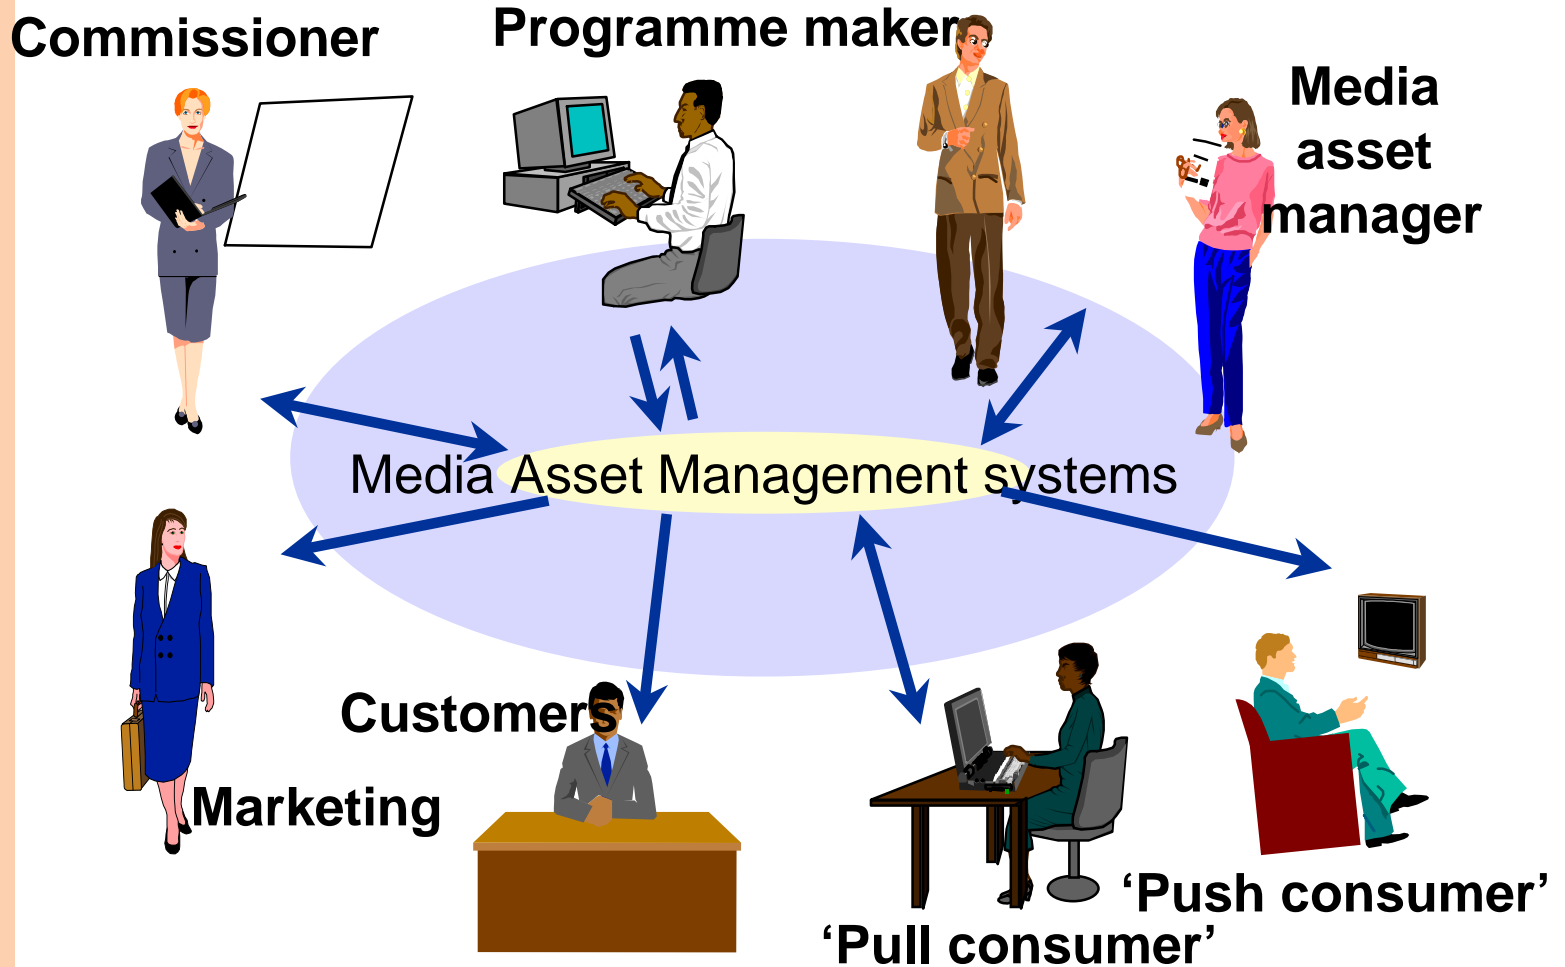 Commissioner
Programme maker
Media
asset
manager
Media Asset Management systems
Customers
Marketing
‘Push consumer’
‘Pull consumer’